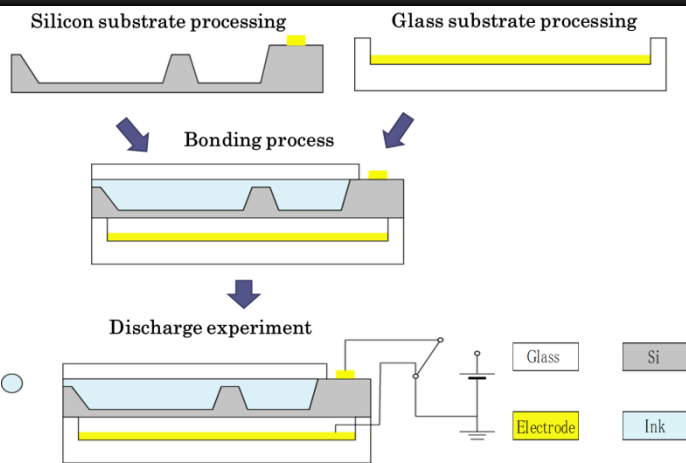 Silicon substrate processing
Glass substrate processing
Bonding process
Discharge experiment
Glass
Si
Electrode
Ink